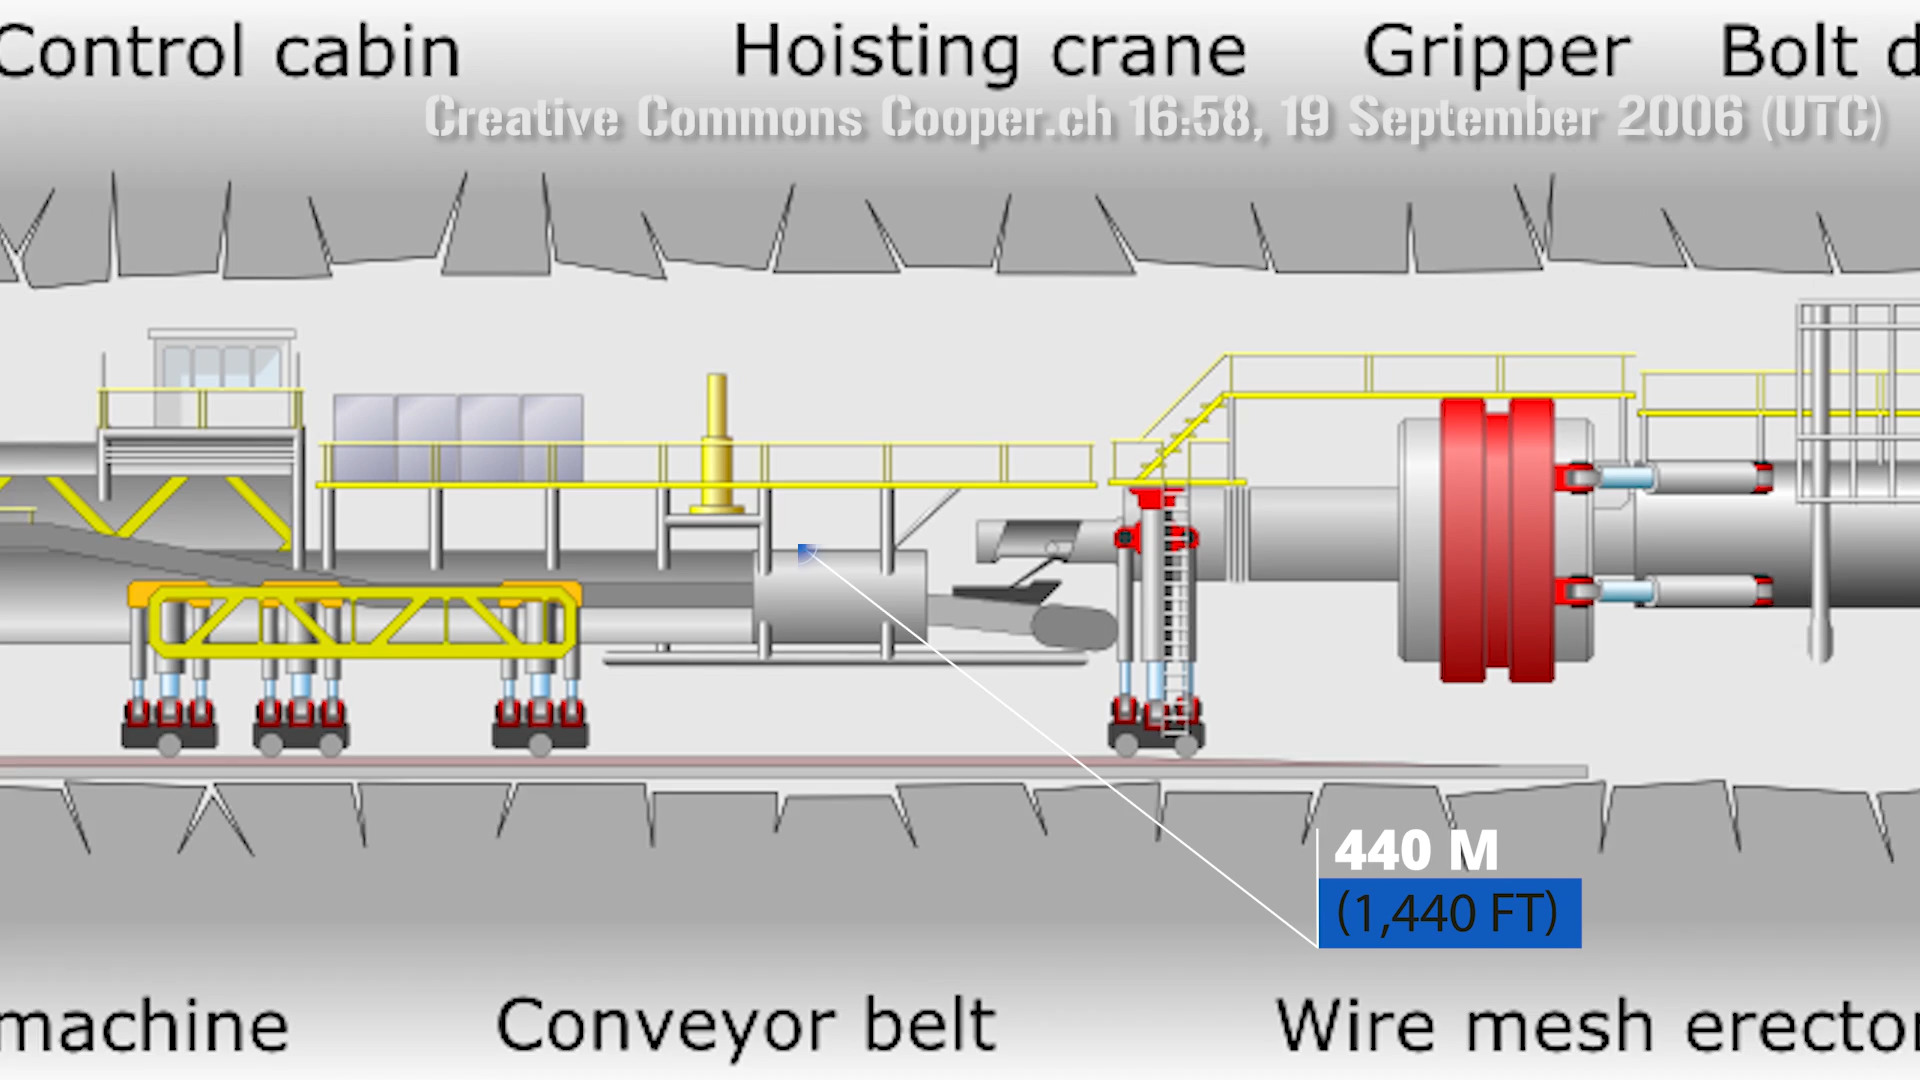 Control cabin
Hoisting crane
Gripper
Bolt d
Creative Commons Cooper.ch 16:58, 19 September 2006 (UTC)
440 M
(1,440 FT)
machine
Conveyor belt
Wire mesh erector